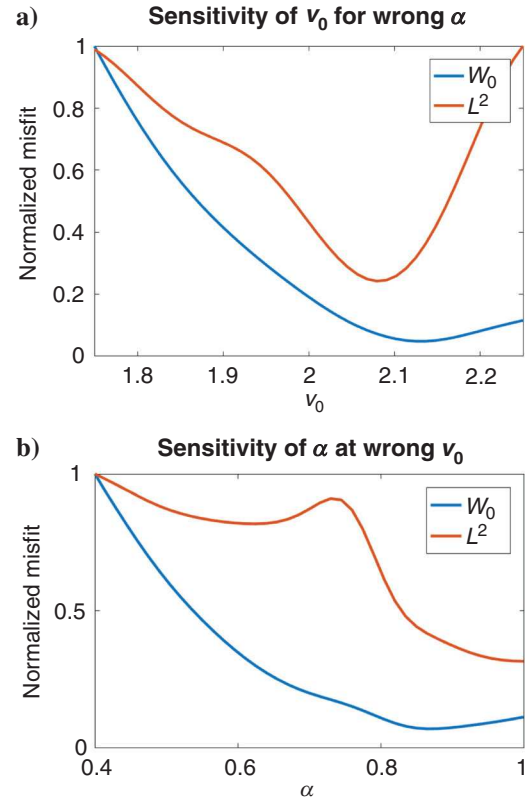 a)
Sensitivity of v₀ for wrong α
Normalized misfit
1
0.8
0.6
0.4
0.2
0
W₀
L²
1.8
1.9
2
2.1
2.2
v₀
b)
Sensitivity of α at wrong v₀
Normalized misfit
1
0.5
0
W₀
L²
0.4
0.6
0.8
1
α